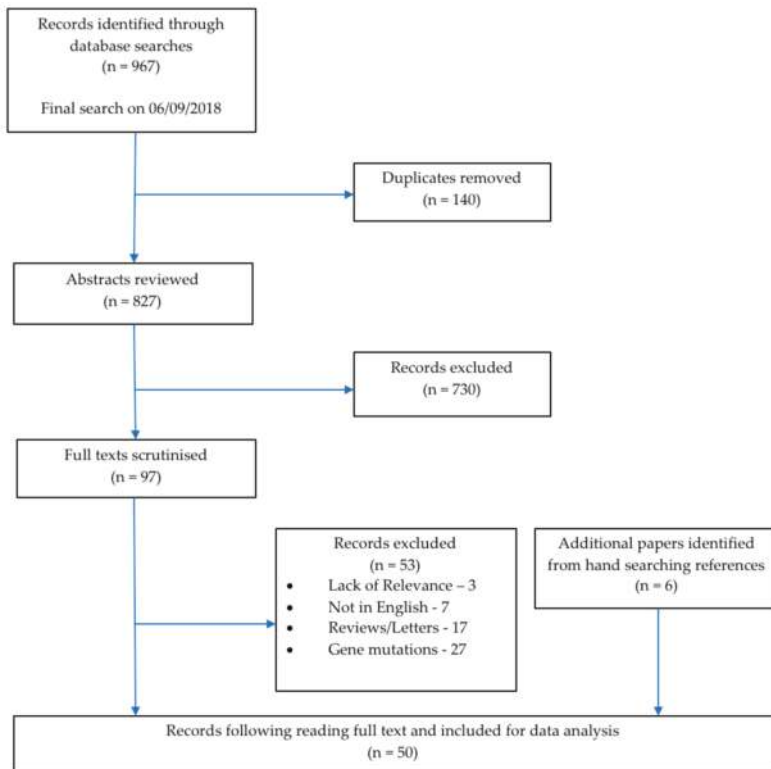 Records identified through
database searches
(n = 967)
Final search on 06/09/2018
Duplicates removed
(n = 140)
Abstracts reviewed
(n = 827)
Records excluded
(n = 730)
Full texts scrutinised
(n = 97)
Records excluded
(n = 53)
• Lack of Relevance – 3
• Not in English - 7
• Reviews/Letters - 17
• Gene mutations - 27
Additional papers identified
from hand searching references
(n = 6)
Records following reading full text and included for data analysis
(n = 50)